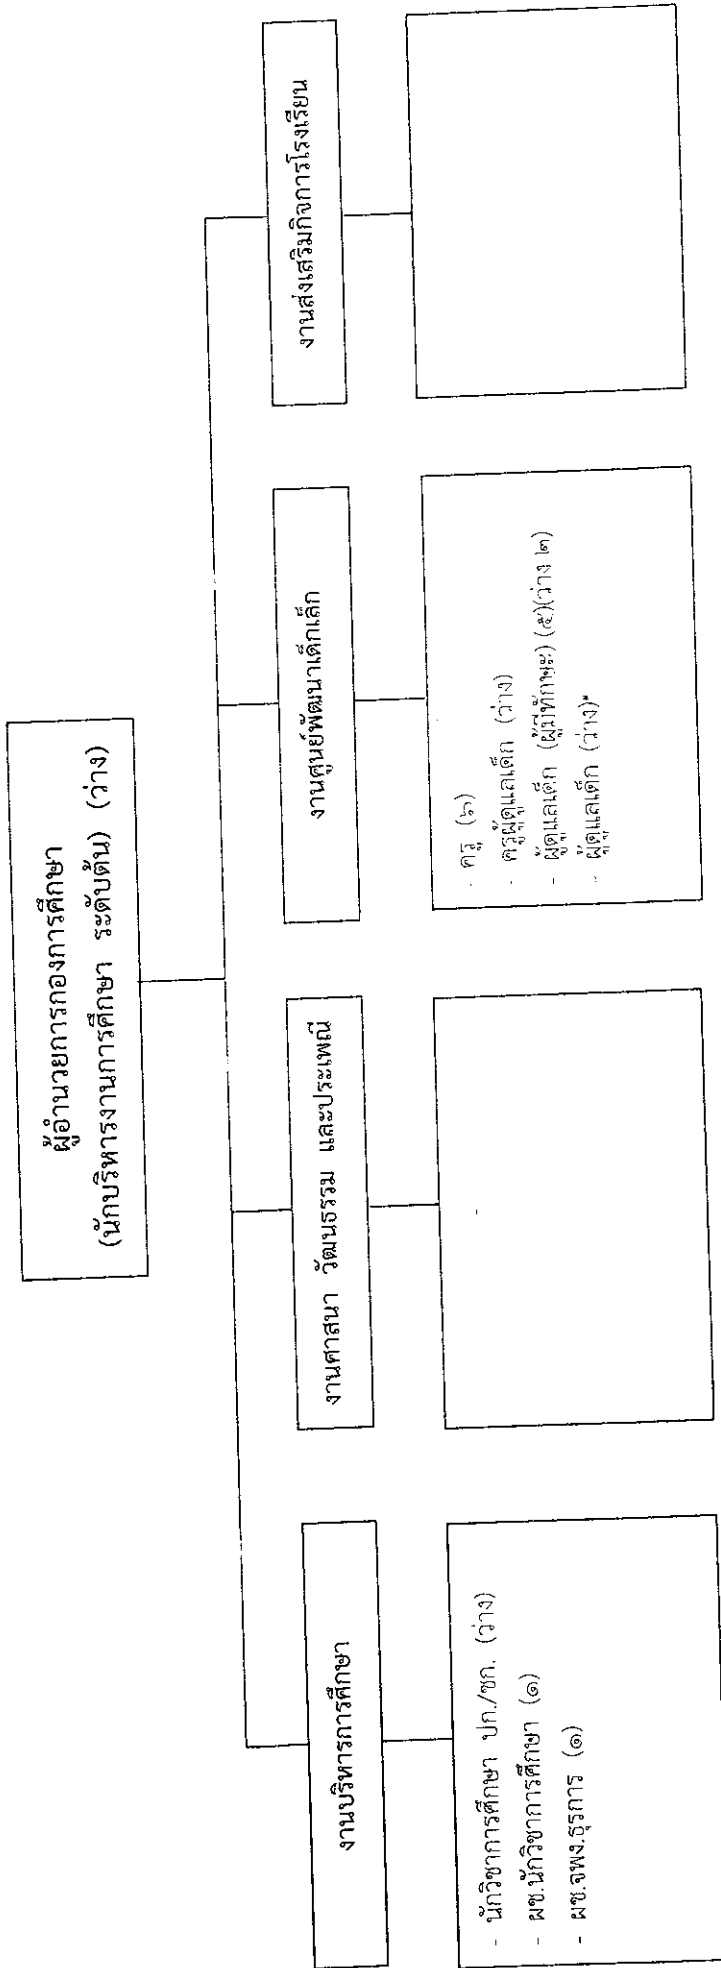 ผู้อำนวยการกองการศึกษา
(นักบริหารงานการศึกษา ระดับต้น) (ว่าง)
งานบริหารการศึกษา
- นักวิชาการศึกษา ปก./ชก. (ว่าง)
- ผช.นักวิชาการศึกษา (๑)
- ผช.จพง.ธุรการ (๑)
งานศาสนา วัฒนธรรม และประเพณี
งานศูนย์พัฒนาเด็กเล็ก
- ครู (๖)
- ครูผู้ดูแลเด็ก (ว่าง)
- ผู้ดูแลเด็ก (ผู้มีทักษะ) (๕)(ว่าง ๒)
- ผู้ดูแลเด็ก (ว่าง)*
งานส่งเสริมกิจการโรงเรียน